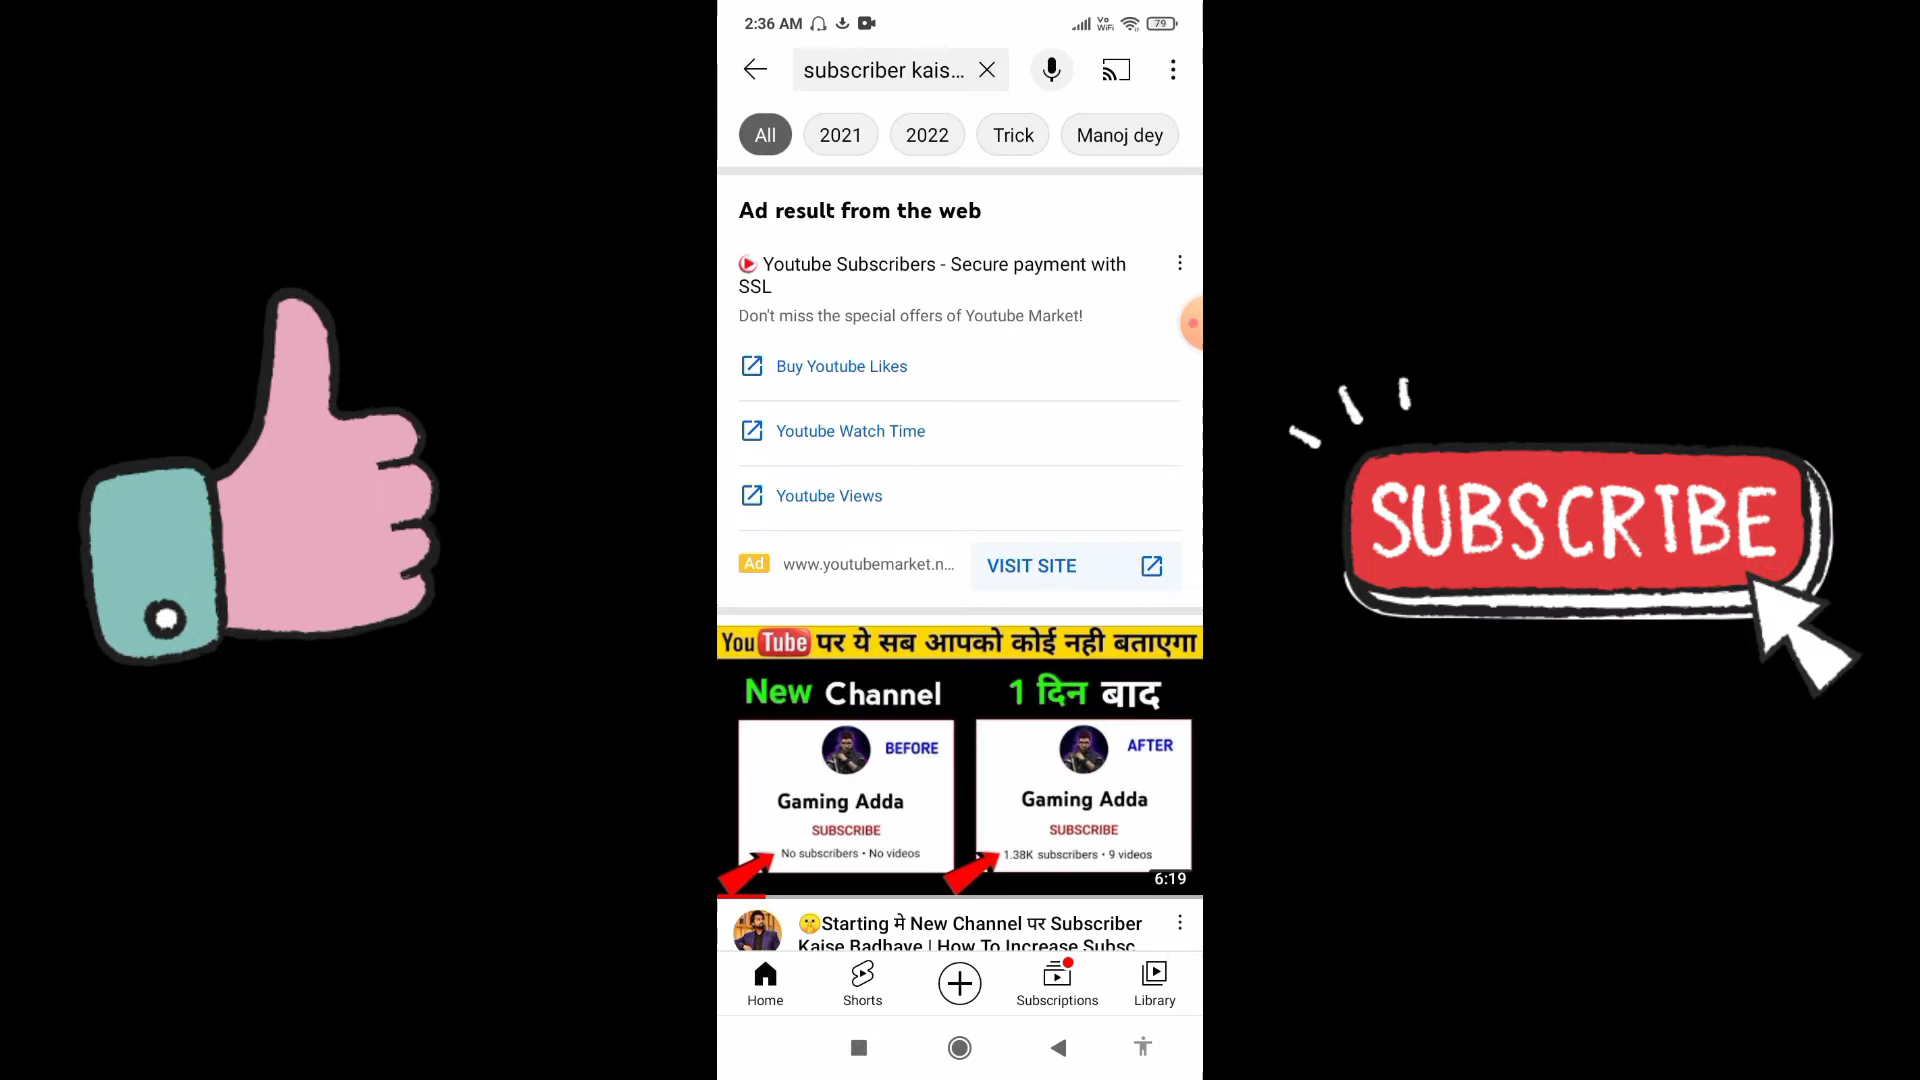 2:36 AM
Vo
WiFi
79
subscriber kais...
All
2021
2022
Trick
Manoj dey
Ad result from the web
Youtube Subscribers - Secure payment with
SSL
Don't miss the special offers of Youtube Market!
Buy Youtube Likes
Youtube Watch Time
Youtube Views
Ad
www.youtubemarket.n...
VISIT SITE
YouTube पर ये सब आपको कोई नही बताएगा
New Channel
1 दिन बाद
BEFORE
Gaming Adda
SUBSCRIBE
No subscribers • No videos
AFTER
Gaming Adda
SUBSCRIBE
1.38K subscribers • 9 videos
6:19
Starting मे New Channel पर Subscriber
Kaise Badhaye | How To Increase Subsc
Home
Shorts
Subscriptions
Library
SUBSCRIBE